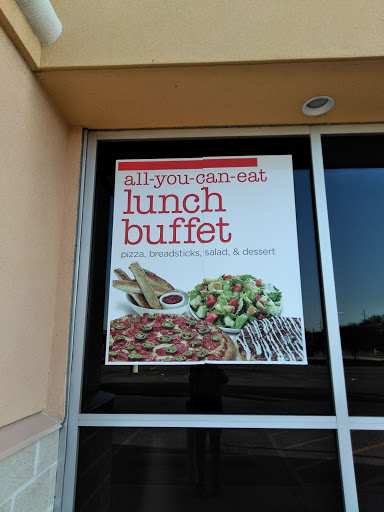 all-you-can-eat
lunch
buffet
pizza, breadsticks, salad, & dessert